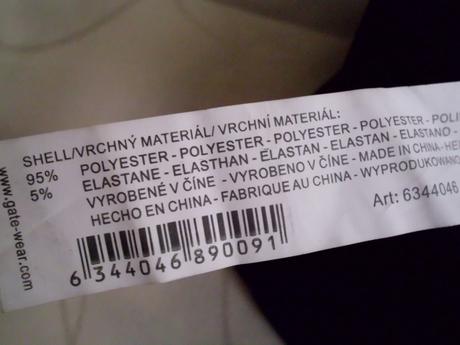 SHELL/VRCHNÝ MATERIÁL/ VRCHNÍ MATERIÁL:
95% POLYESTER - POLYESTER - POLYESTER - POLYESTER - POLI
5% ELASTANE - ELASTHAN - ELASTAN - ELASTAN - ELASTANO -
VYROBENÉ V ČÍNE - VYROBENO V ČÍNE - MADE IN CHINA - HE
HECHO EN CHINA - FABRIQUE AU CHINA - WYPRODUKOWANO
Art: 6344046
6 344046 890091
www.gate-wear.com